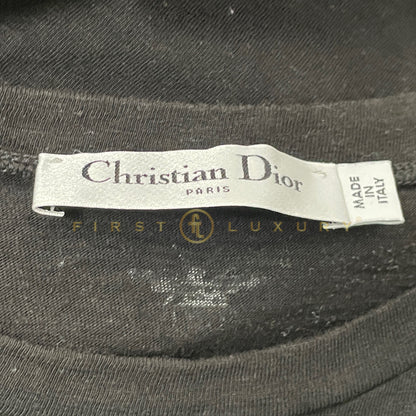 Christian Dior
PARIS
MADE
IN
ITALY
FIRST LUXURY